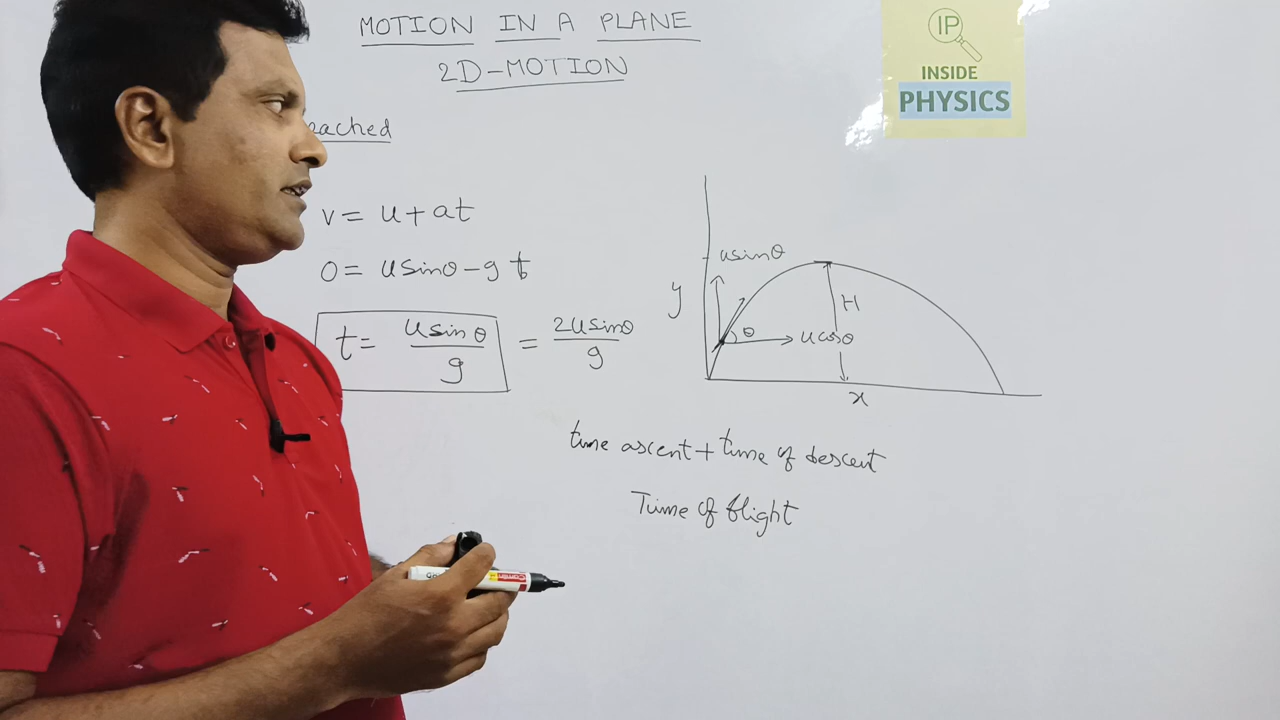 MOTION IN A PLANE
2D-MOTION
IP
INSIDE
PHYSICS
v = u + at
0 = usinθ - g t
t = usinθ/g = 2usinθ/g
y
usinθ
θ
ucosθ
H
x
time ascent + time of descent
Time of flight